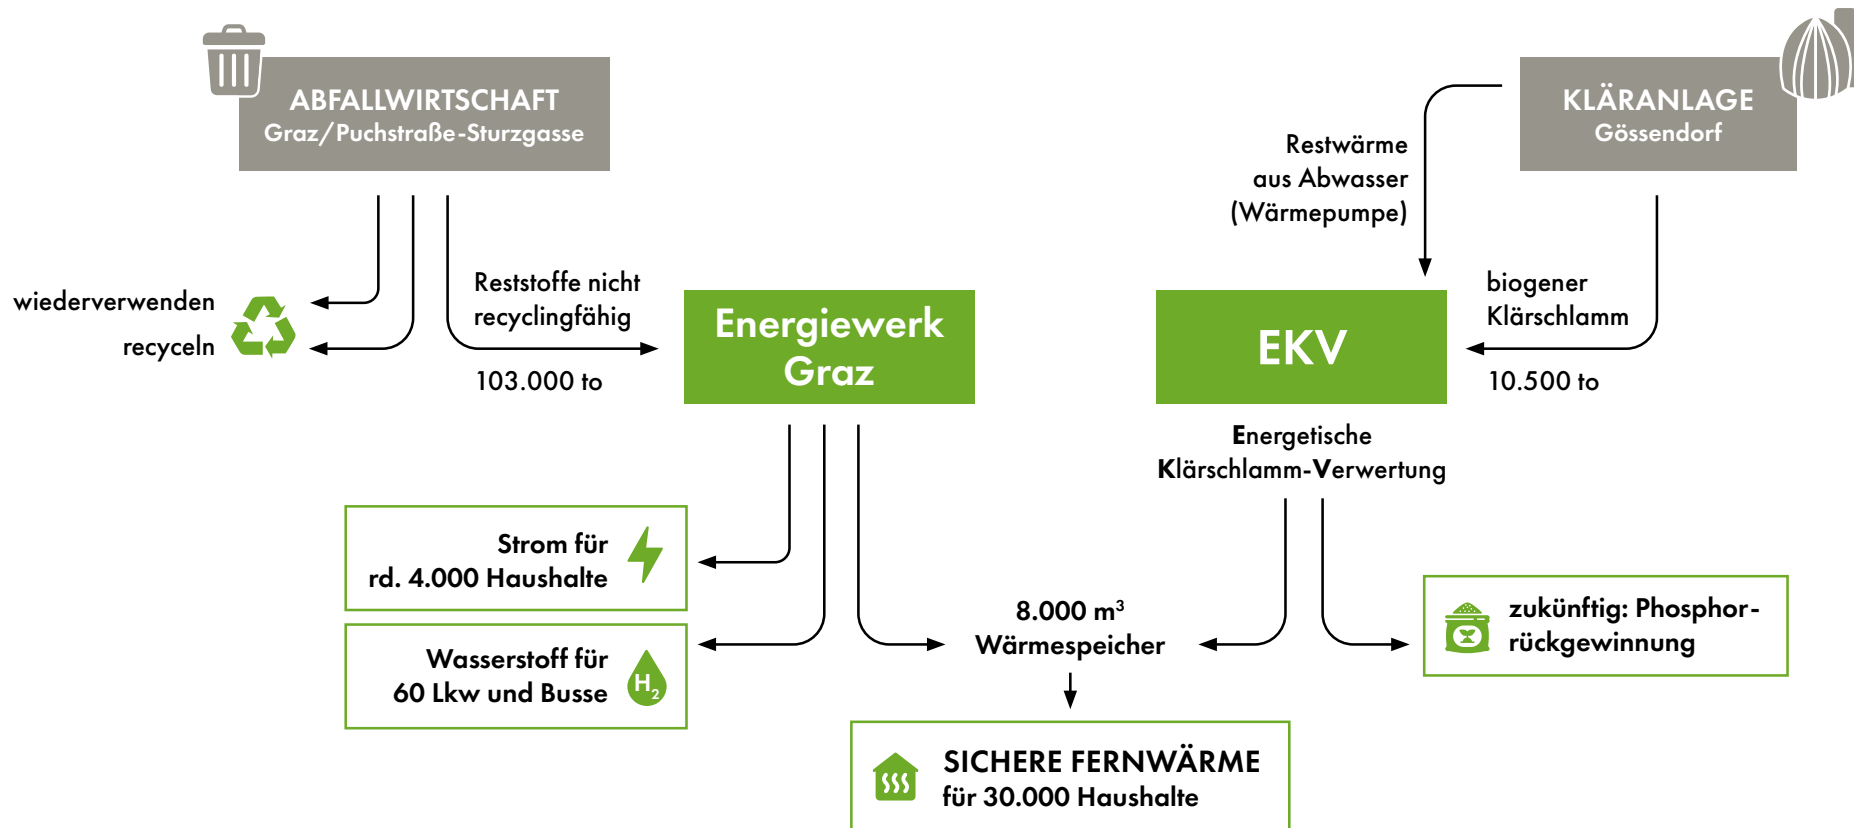 ABFALLWIRTSCHAFT
Graz/Puchstraße-Sturzgasse
KLÄRANLAGE
Gössendorf
Restwärme
aus Abwasser
(Wärmepumpe)
wiederverwenden
recyceln
Reststoffe nicht
recyclingfähig
103.000 to
Energiewerk
Graz
EKV
biogener
Klärschlamm
10.500 to
Energetische
Klärschlamm-Verwertung
Strom für
rd. 4.000 Haushalte
Wasserstoff für
60 Lkw und Busse
H₂
8.000 m³
Wärmespeicher
zukünftig: Phosphor-
rückgewinnung
SICHERE FERNWÄRME
für 30.000 Haushalte